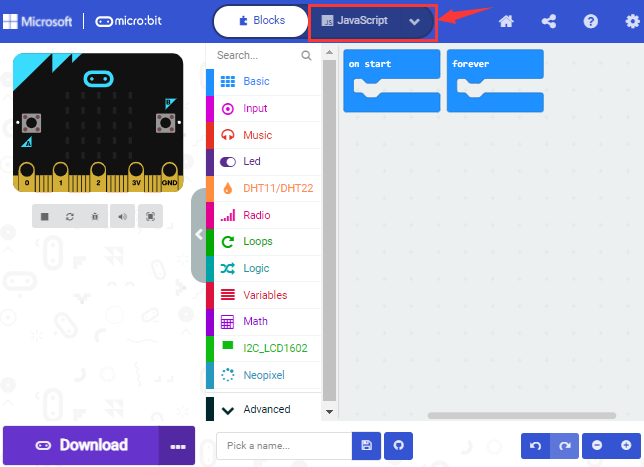 Microsoft
micro:bit
Blocks
JS
JavaScript
B
A
0
1
2
3V
GND
Search...
Basic
Input
Music
Led
DHT11/DHT22
Radio
Loops
Logic
Variables
Math
I2C_LCD1602
Neopixel
Advanced
on start
forever
Download
Pick a name...